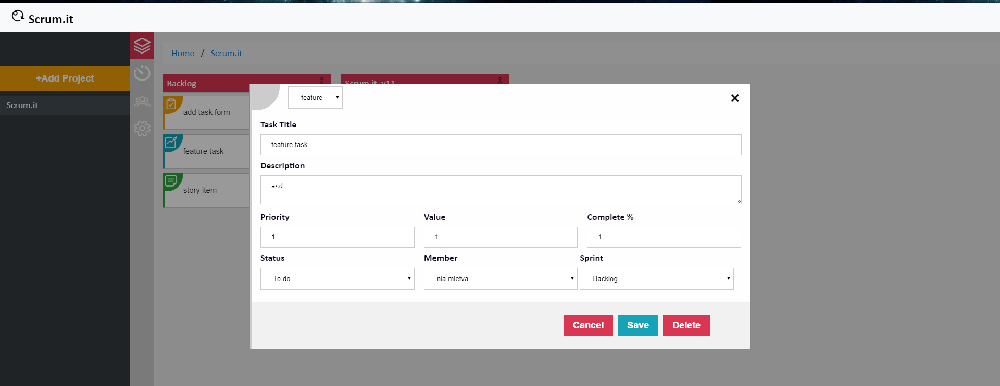 Scrum.it
Home / Scrum.it
+Add Project
Scrum.it
Backlog
Scrum.it v11
add task form
feature task
story item
feature
Task Title
feature task
Description
asd
Priority Value Complete %
1 1 1
Status Member Sprint
To do nia mietva Backlog
Cancel Save Delete